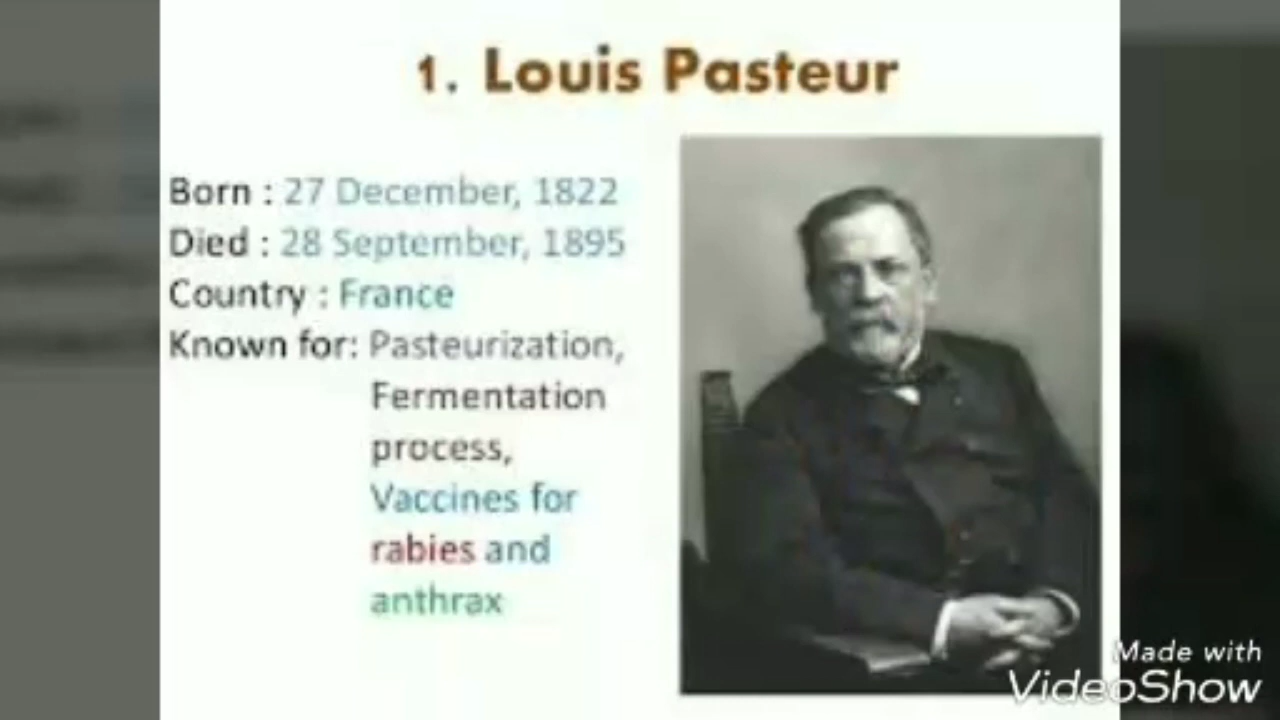 1. Louis Pasteur
Born : 27 December, 1822
Died : 28 September, 1895
Country : France
Known for: Pasteurization,
Fermentation
process,
Vaccines for
rabies and
anthrax
Made with
VideoShow